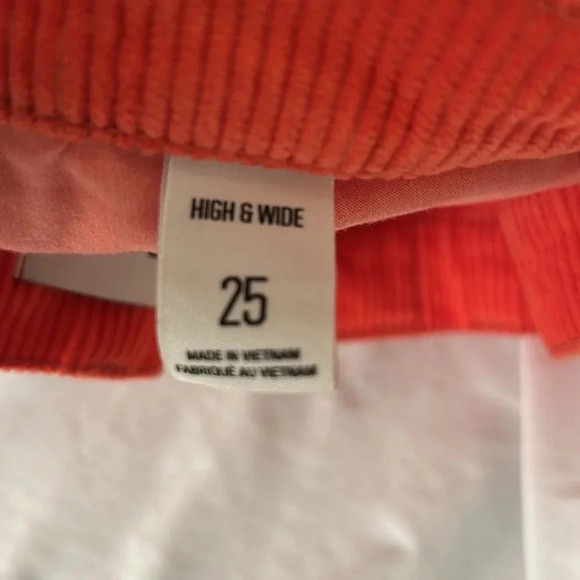 HIGH & WIDE
25
MADE IN VIETNAM
FABRIQUÉ AU VIETNAM